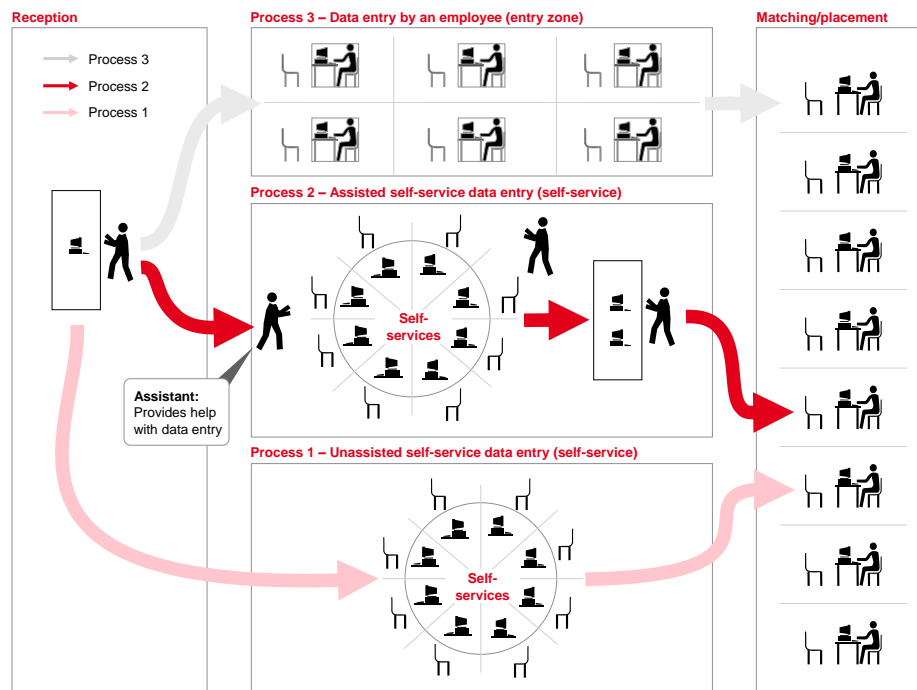 Reception
Process 3
Process 2
Process 1
Process 3 – Data entry by an employee (entry zone)
Matching/placement
Process 2 – Assisted self-service data entry (self-service)
Self-
services
Assistant:
Provides help
with data entry
Process 1 – Unassisted self-service data entry (self-service)
Self-
services